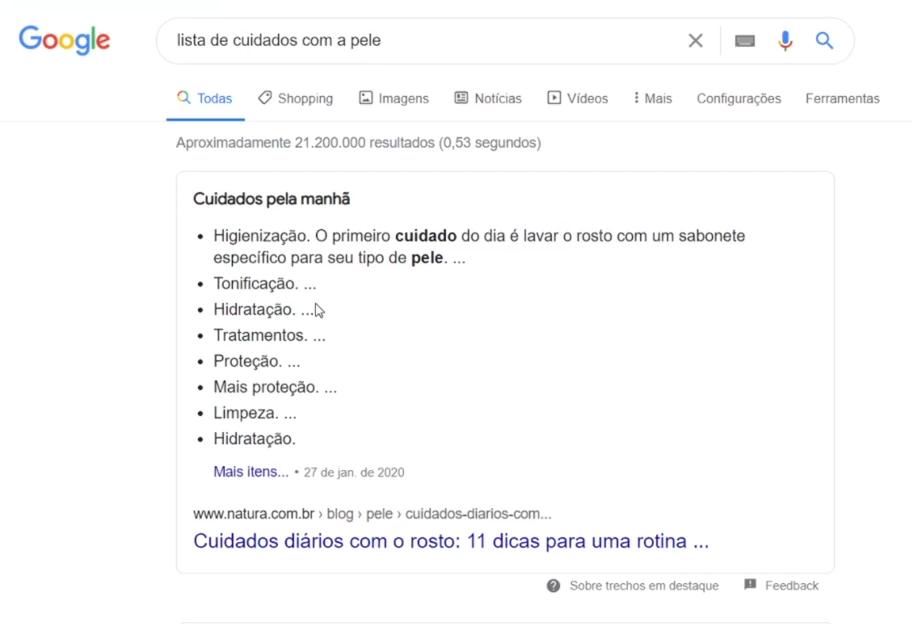 Google
lista de cuidados com a pele
Todas Shopping Imagens Notícias Vídeos Mais Configurações Ferramentas
Aproximadamente 21.200.000 resultados (0,53 segundos)
Cuidados pela manhã
• Higienização. O primeiro cuidado do dia é lavar o rosto com um sabonete
específico para seu tipo de pele. ...
• Tonificação. ...
• Hidratação. ...
• Tratamentos. ...
• Proteção. ...
• Mais proteção. ...
• Limpeza. ...
• Hidratação.
Mais itens... • 27 de jan. de 2020
www.natura.com.br › blog › pele › cuidados-diarios-com...
Cuidados diários com o rosto: 11 dicas para uma rotina ...
Sobre trechos em destaque Feedback